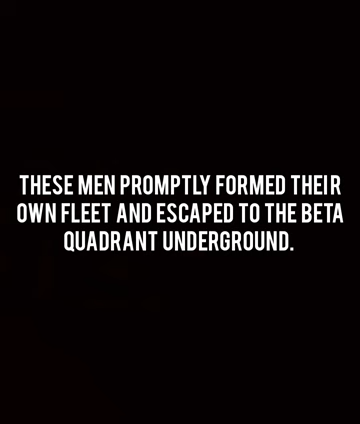 THESE MEN PROMPTLY FORMED THEIR
OWN FLEET AND ESCAPED TO THE BETA
QUADRANT UNDERGROUND.